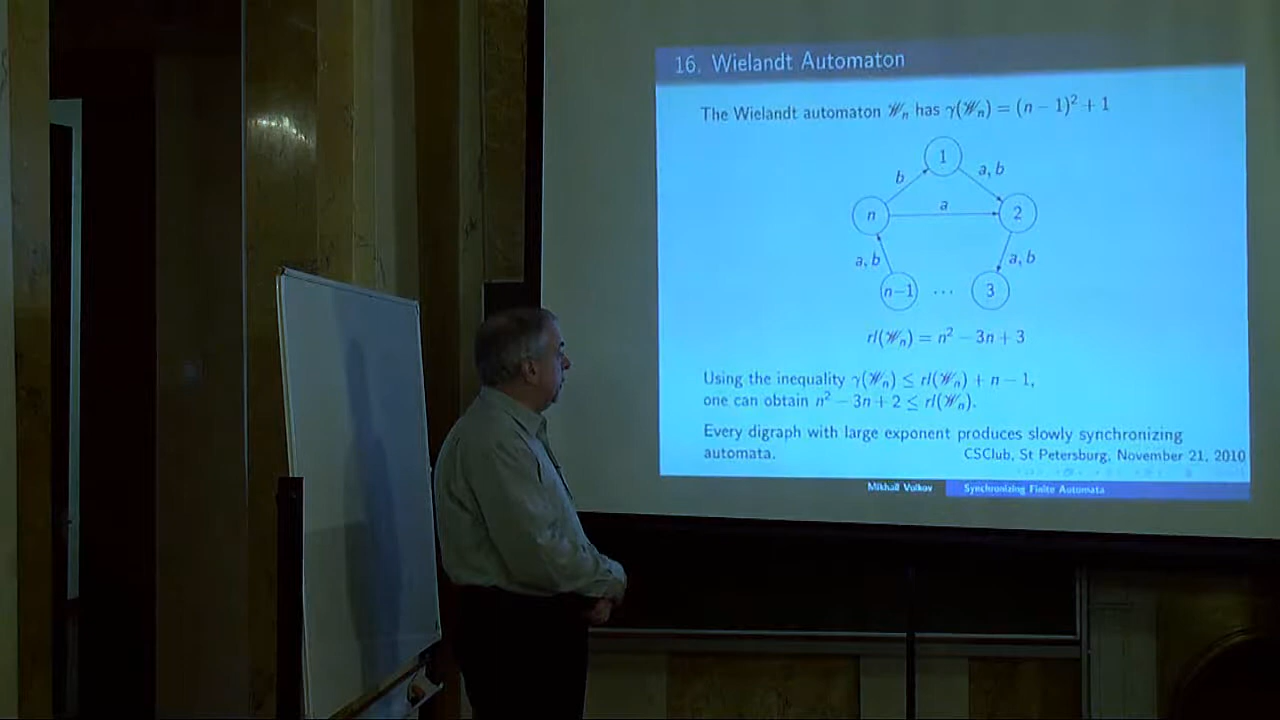 16. Wielandt Automaton
The Wielandt automaton 𝒲ₙ has γ(𝒲ₙ) = (n − 1)² + 1
1
b
a, b
n
a
2
a, b
a, b
n−1
...
3
rl(𝒲ₙ) = n² − 3n + 3
Using the inequality γ(𝒲ₙ) ≤ rl(𝒲ₙ) + n − 1,
one can obtain n² − 3n + 2 ≤ rl(𝒲ₙ).
Every digraph with large exponent produces slowly synchronizing
automata.
CSClub, St Petersburg, November 21, 2010
Mikhail Volkov
Synchronizing Finite Automata